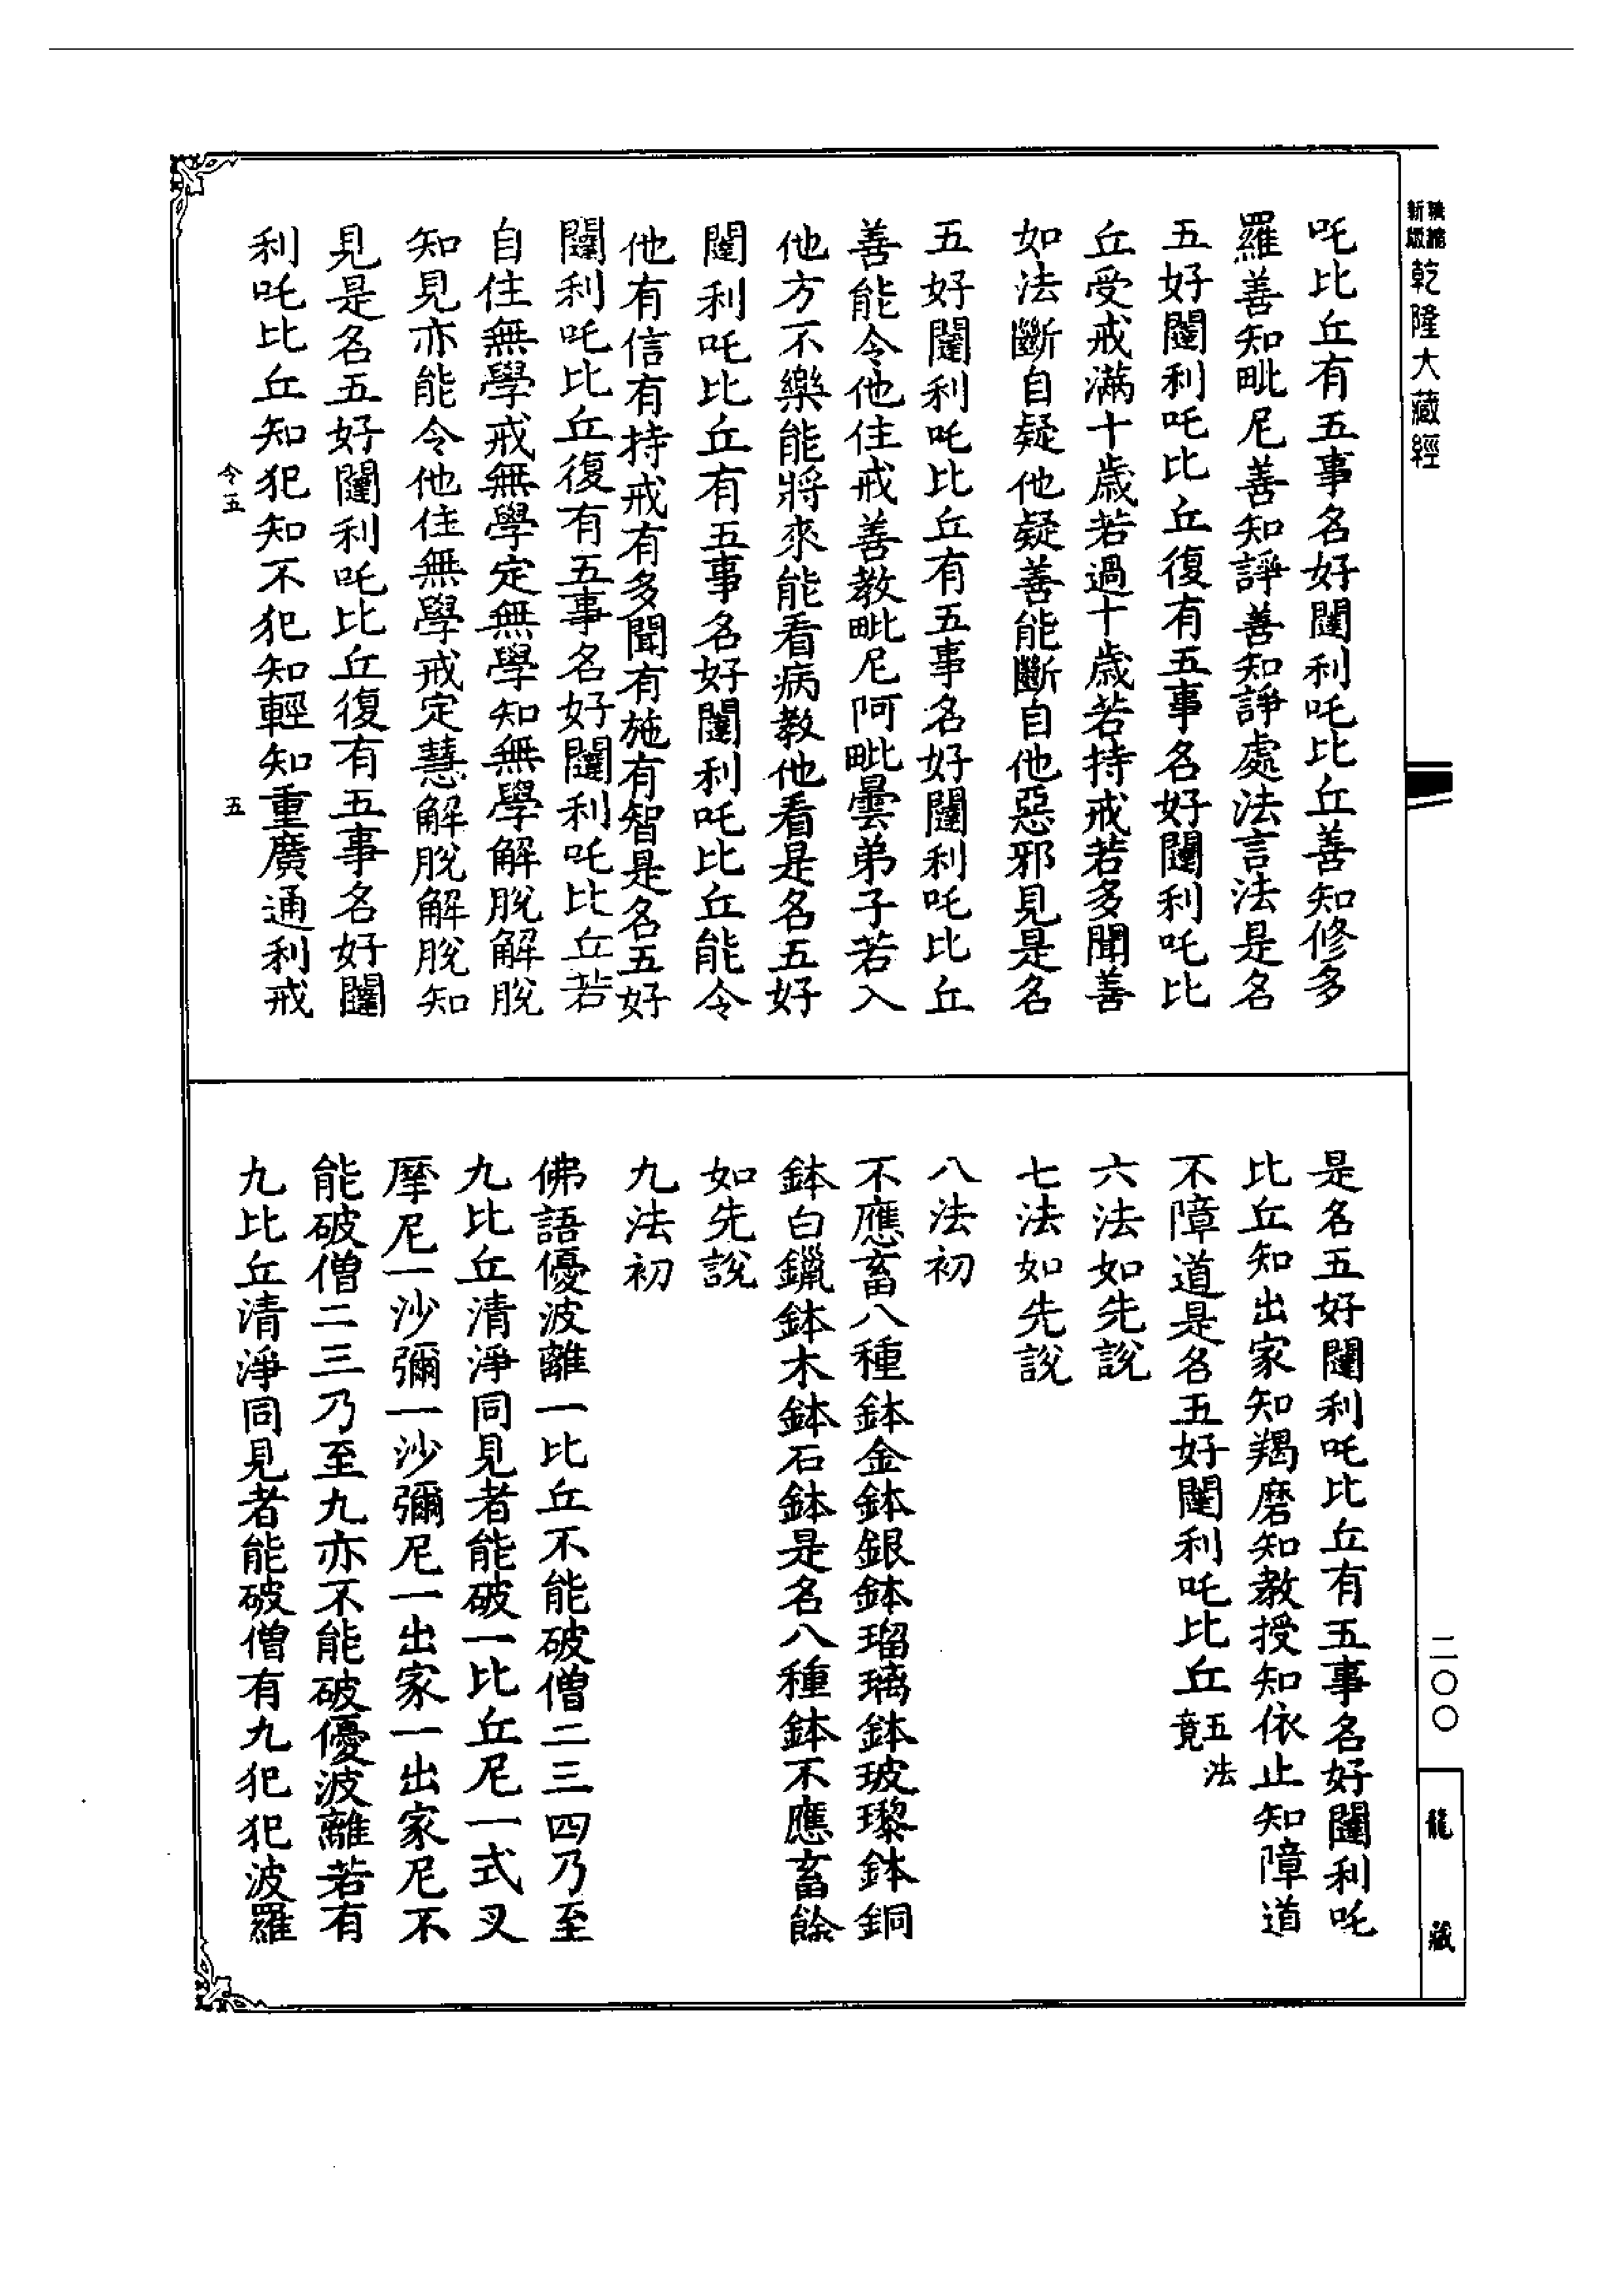 新版
乾隆大藏經
吒比丘有五事名好闥利吒比丘善知修多
羅善知毗尼善知諍善知諍處法言法是名
五好闥利吒比丘復有五事名好闥利吒比
丘受戒滿十歲若過十歲若持戒若多聞善
如法斷自疑他疑善能斷自他惡邪見是名
五好闥利吒比丘有五事名好闥利吒比丘
善能令他住戒善教毗尼阿毗曇弟子若入
他方不樂能將來能看病教他看是名五好
闥利吒比丘有五事名好闥利吒比丘能令
他有信有持戒有多聞有施有智是名五好
闥利吒比丘復有五事名好闥利吒比丘若
自住無學戒無學定無學知無學解脫解脫
知見亦能令他住無學戒定慧解脫解脫知
見是名五好闥利吒比丘復有五事名好闥
利吒比丘知犯知不犯知輕知重廣通利戒
令五
五
是名五好闥利吒比丘有五事名好闥利吒
比丘知出家知羯磨知教授知依止知障道
不障道是名五好闥利吒比丘五法竟
六法如先說
七法如先說
八法初
不應畜八種鉢金鉢銀鉢瑠璃鉢玻瓈鉢銅
鉢白鑞鉢木鉢石鉢是名八種鉢不應畜餘
如先說
九法初
佛語優波離一比丘不能破僧二三四乃至
九比丘清淨同見者能破一比丘尼一式叉
摩尼一沙彌一沙彌尼一出家一出家尼不
能破僧二三乃至九亦不能破優波離若有
九比丘清淨同見者能破僧有九犯犯波羅
二〇〇
龍藏